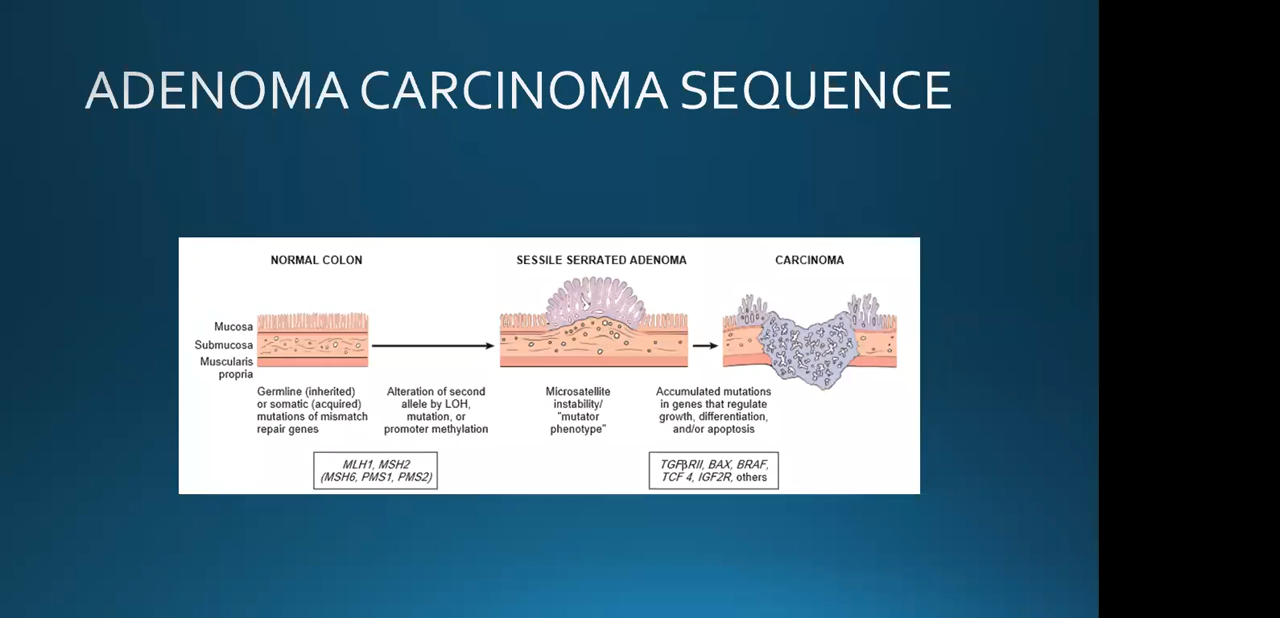 ADENOMA CARCINOMA SEQUENCE
NORMAL COLON
SESSILE SERRATED ADENOMA
CARCINOMA
Mucosa
Submucosa
Muscularis
propria
Germline (inherited)
or somatic (acquired)
mutations of mismatch
repair genes
Alteration of second
allele by LOH,
mutation, or
promoter methylation
Microsatellite
instability/
"mutator
phenotype"
Accumulated mutations
in genes that regulate
growth, differentiation,
and/or apoptosis
MLH1, MSH2
(MSH6, PMS1, PMS2)
TGFβRII, BAX, BRAF,
TCF 4, IGF2R, others